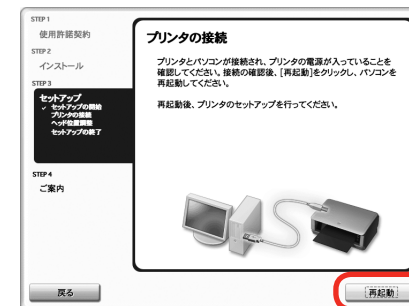 STEP 1
使用許諾契約
STEP 2
インストール
STEP 3
セットアップ
✓ セットアップの開始
プリンタの接続
ヘッド位置調整
セットアップの終了
STEP 4
ご案内
プリンタの接続
プリンタとパソコンが接続され、プリンタの電源が入っていることを
確認してください。接続の確認後、[再起動]をクリックし、パソコンを
再起動してください。
再起動後、プリンタのセットアップを行ってください。
戻る
再起動